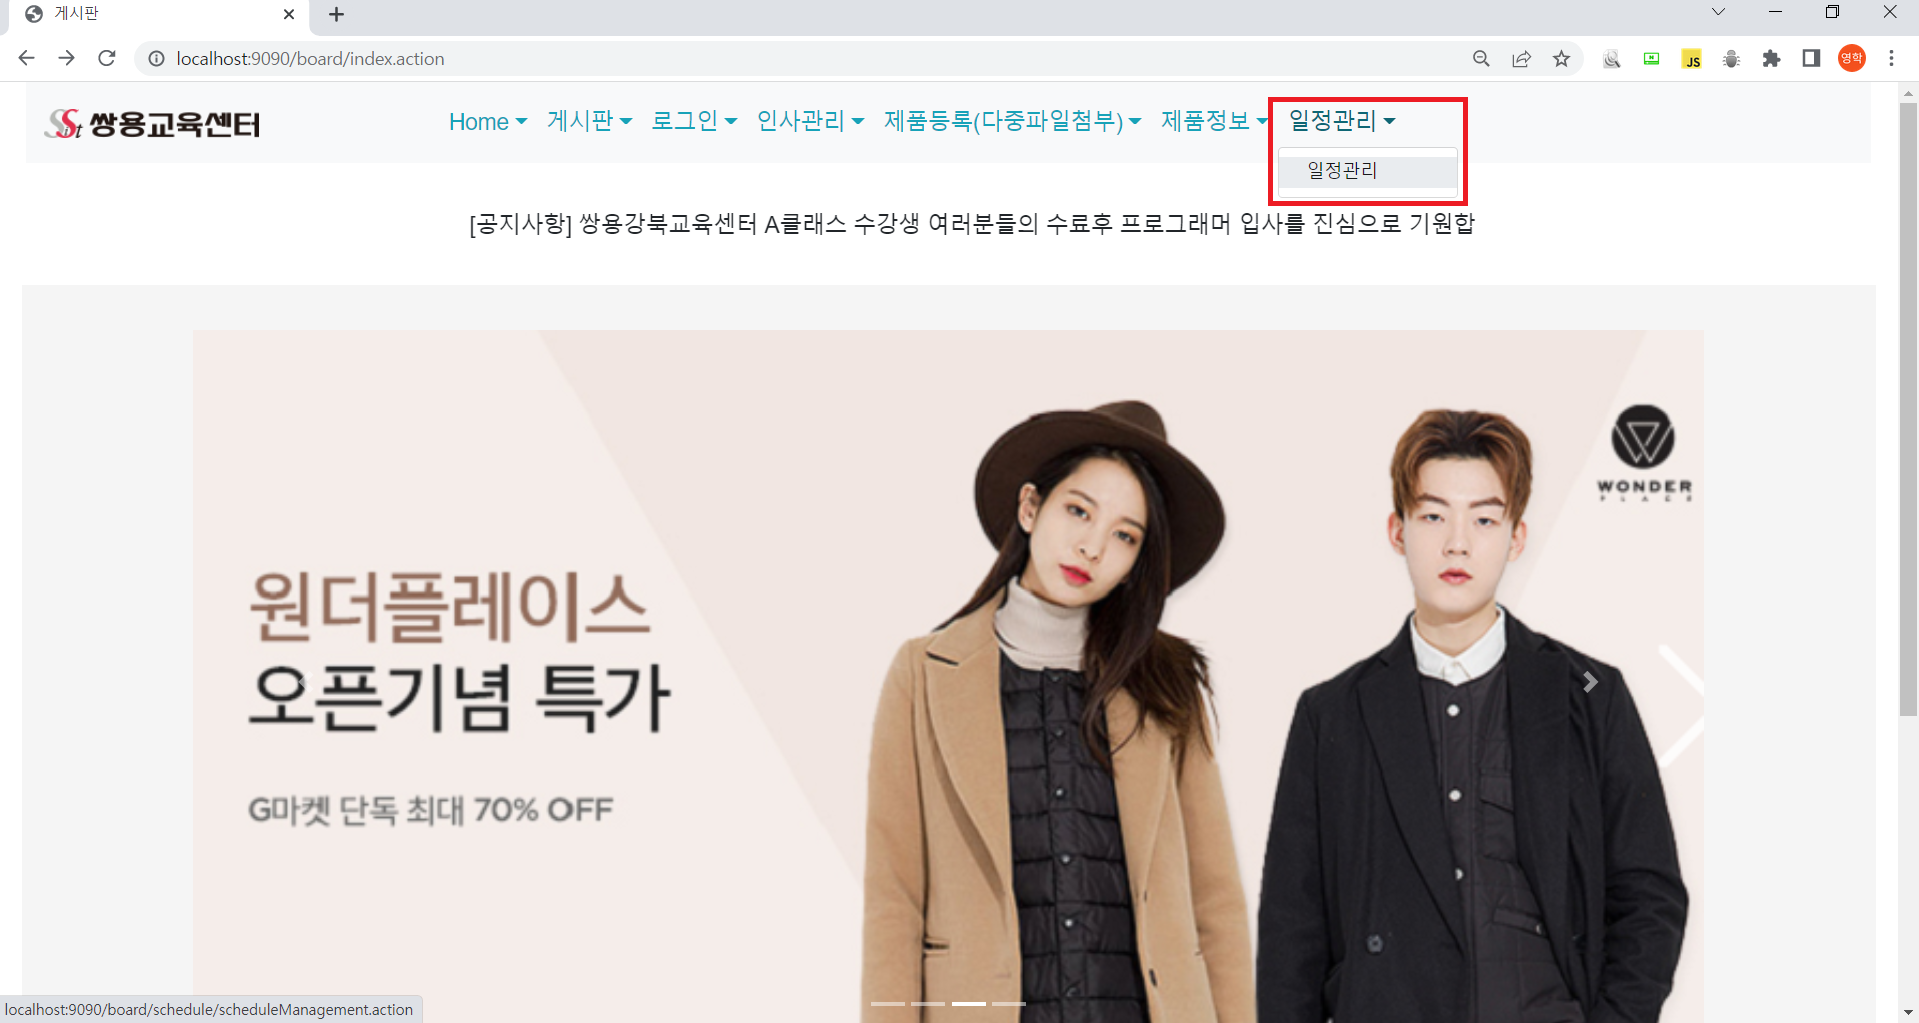 게시판
localhost:9090/board/index.action
JS
영학
Sist 쌍용교육센터
Home 게시판 로그인 인사관리 제품등록(다중파일첨부) 제품정보 일정관리
일정관리
[공지사항] 쌍용강북교육센터 A클래스 수강생 여러분들의 수료후 프로그래머 입사를 진심으로 기원합
WONDER
PLACE
원더플레이스
오픈기념 특가
G마켓 단독 최대 70% OFF
localhost:9090/board/schedule/scheduleManagement.action